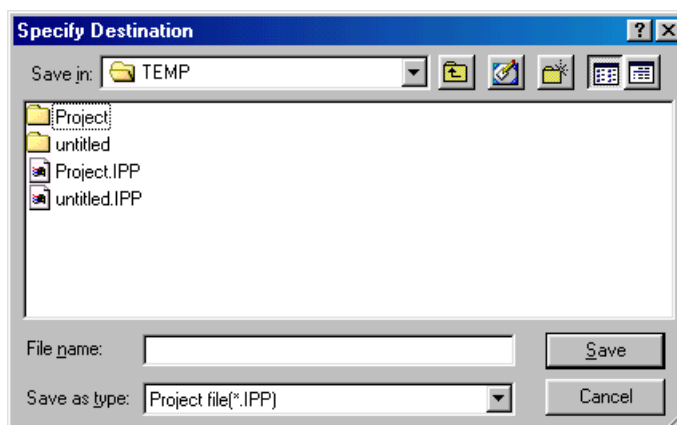 Specify Destination
Save in: TEMP
Project
untitled
Project.IPP
untitled.IPP
File name:
Save
Save as type: Project file(*.IPP)
Cancel